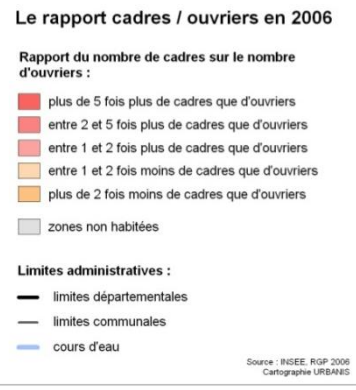 Le rapport cadres / ouvriers en 2006
Rapport du nombre de cadres sur le nombre
d'ouvriers :
plus de 5 fois plus de cadres que d'ouvriers
entre 2 et 5 fois plus de cadres que d'ouvriers
entre 1 et 2 fois plus de cadres que d'ouvriers
entre 1 et 2 fois moins de cadres que d'ouvriers
plus de 2 fois moins de cadres que d'ouvriers
zones non habitées
Limites administratives :
limites départementales
limites communales
cours d'eau
Source : INSEE, RGP 2006
Cartographie URBANIS